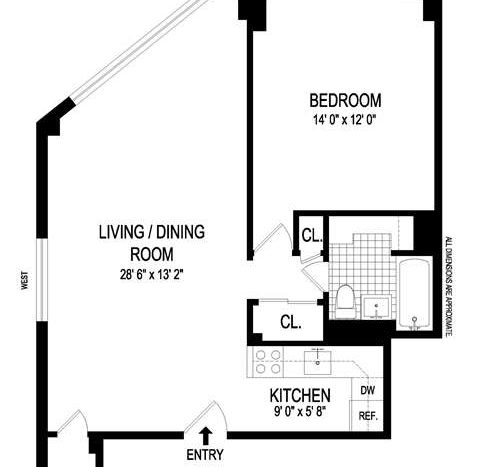 BEDROOM
14' 0" x 12' 0"
LIVING / DINING
ROOM
28' 6" x 13' 2"
CL.
WEST
ALL DIMENSIONS ARE APPROXIMATE
CL.
KITCHEN
9' 0" x 5' 8"
DW
REF.
ENTRY